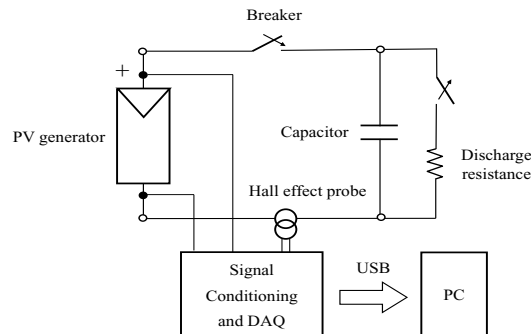 Breaker
+
PV generator
Capacitor
Discharge
resistance
Hall effect probe
Signal
Conditioning
and DAQ
USB
PC